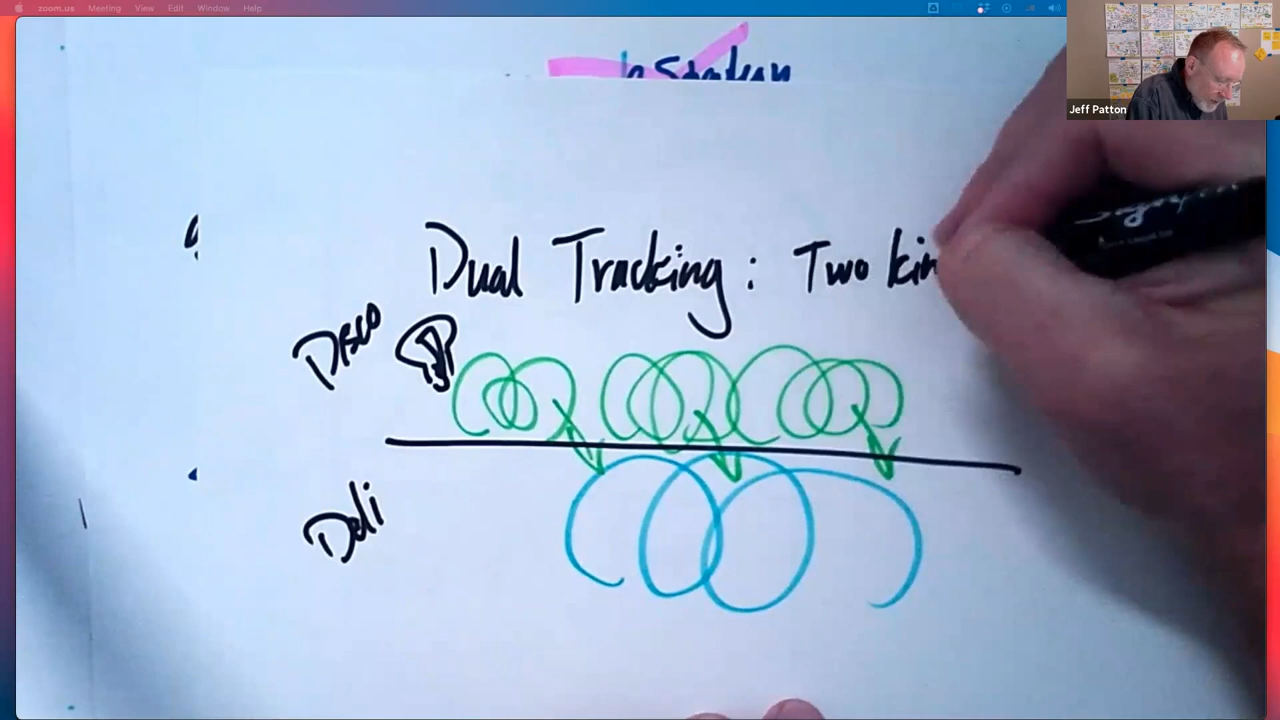 zoom.us Meeting View Edit Window Help
Jeff Patton
Dual Tracking: Two kin
Disco
Deli